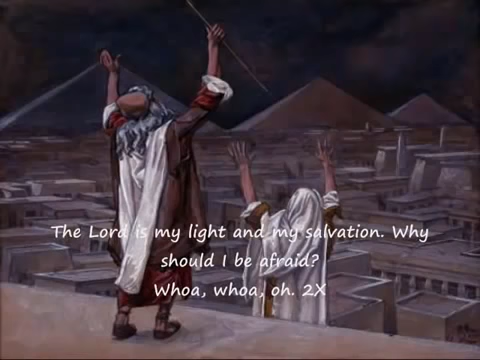 The Lord is my light and my salvation. Why
should I be afraid?
Whoa, whoa, oh. 2X